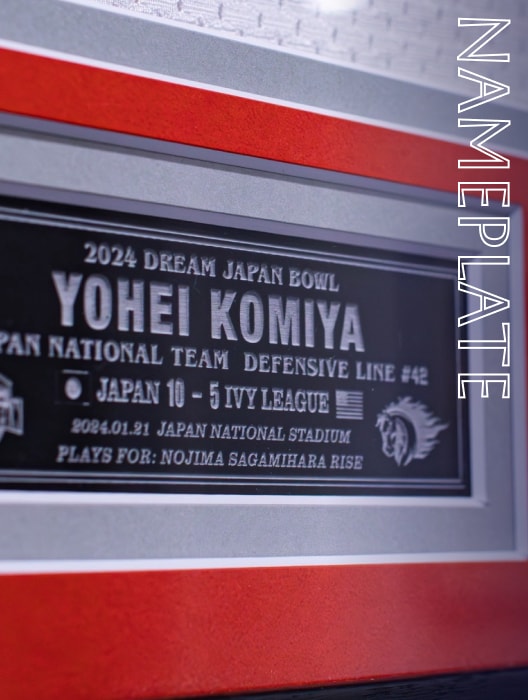 NAMEPLATE
2024 DREAM JAPAN BOWL
YOHEI KOMIYA
PAN NATIONAL TEAM DEFENSIVE LINE #42
JAPAN 10 - 5 IVY LEAGUE
2024.01.21 JAPAN NATIONAL STADIUM
PLAYS FOR: NOJIMA SAGAMIHARA RISE